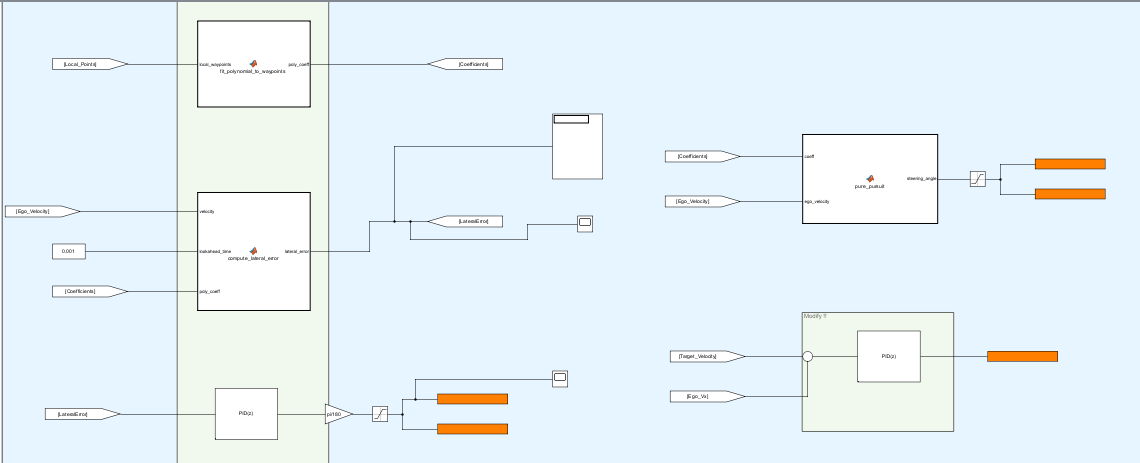 [Local_Points]
local_waypoints
poly_coeff
fit_polynomial_to_waypoints
[Coefficients]
[Ego_Velocity]
velocity
0.001
lookahead_time
lateral_error
compute_lateral_error
[Coefficients]
poly_coeff
[LateralError]
[LateralError]
PID(z)
pi/180
[Coefficients]
coeff
steering_angle
pure_pursuit
[Ego_Velocity]
ego_velocity
Modify !!
[Target_Velocity]
PID(z)
[Ego_Vx]